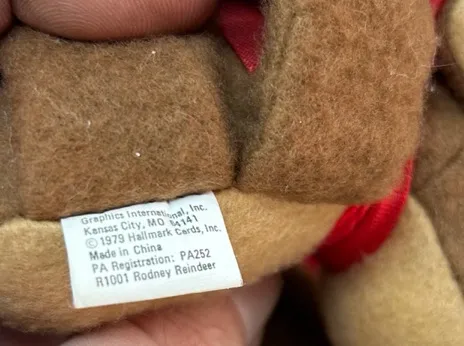 Graphics International, Inc.
Kansas City, MO 64141
© 1979 Hallmark Cards, Inc.
Made in China
PA Registration: PA252
R1001 Rodney Reindeer